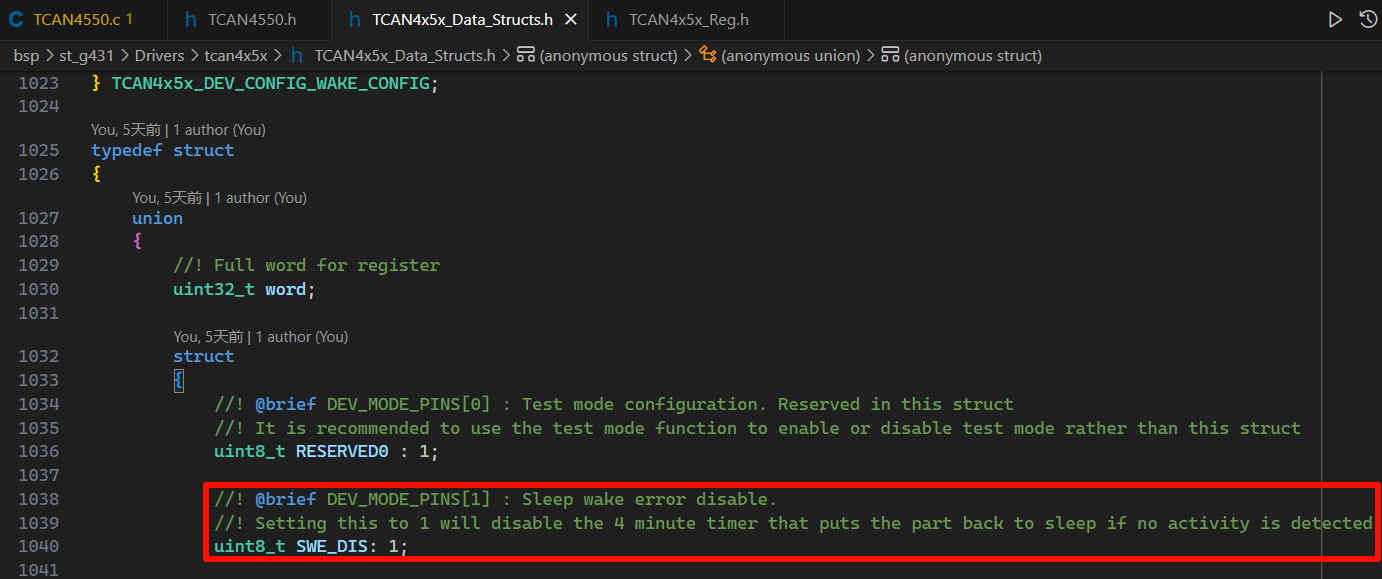 TCAN4550.c 1
TCAN4550.h
TCAN4x5x_Data_Structs.h
TCAN4x5x_Reg.h
bsp > st_g431 > Drivers > tcan4x5x > h TCAN4x5x_Data_Structs.h > (anonymous struct) > (anonymous union) > (anonymous struct)
1023 } TCAN4x5x_DEV_CONFIG_WAKE_CONFIG;
1024
You, 5天前 | 1 author (You)
1025 typedef struct
1026 {
You, 5天前 | 1 author (You)
1027 union
1028 {
1029 //! Full word for register
1030 uint32_t word;
1031
You, 5天前 | 1 author (You)
1032 struct
1033 {
1034 //! @brief DEV_MODE_PINS[0] : Test mode configuration. Reserved in this struct
1035 //! It is recommended to use the test mode function to enable or disable test mode rather than this struct
1036 uint8_t RESERVED0 : 1;
1037
1038 //! @brief DEV_MODE_PINS[1] : Sleep wake error disable.
1039 //! Setting this to 1 will disable the 4 minute timer that puts the part back to sleep if no activity is detected
1040 uint8_t SWE_DIS: 1;
1041